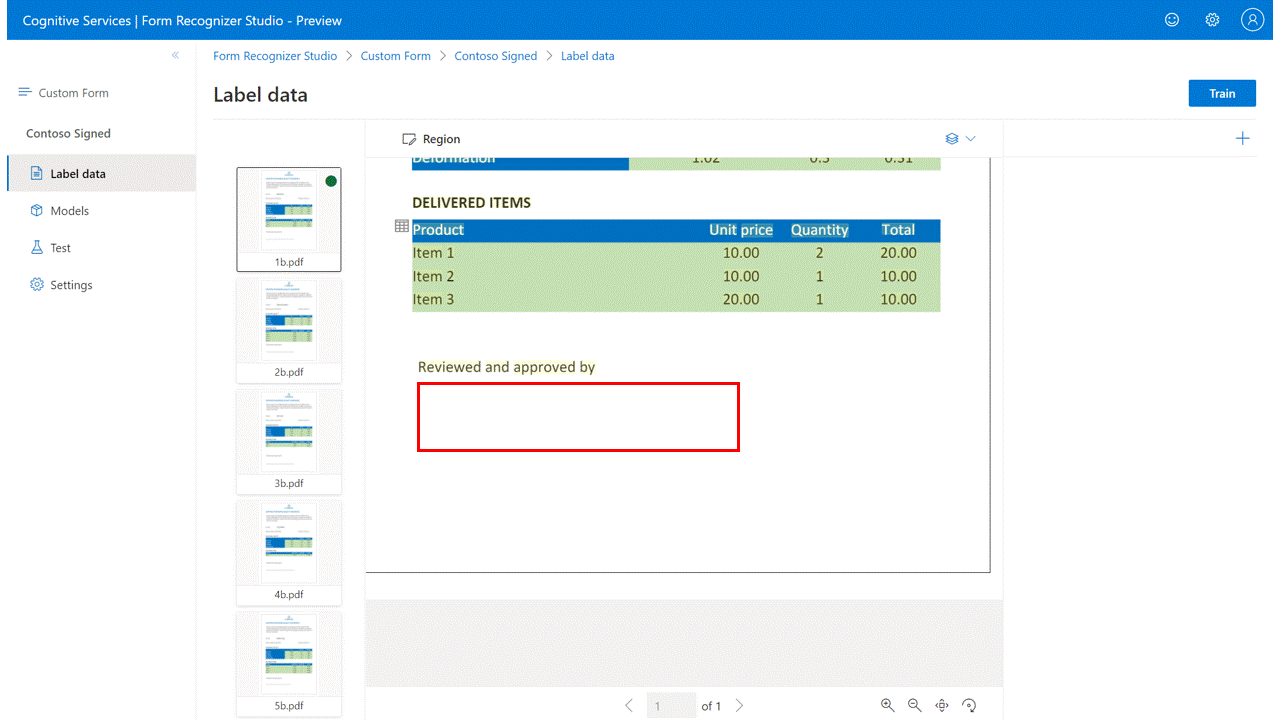 Cognitive Services | Form Recognizer Studio - Preview
Form Recognizer Studio > Custom Form > Contoso Signed > Label data
Custom Form
Label data
Train
Contoso Signed
Label data
Models
Test
Settings
1b.pdf
2b.pdf
3b.pdf
4b.pdf
5b.pdf
Region
Deformation 1.02 0.3 0.31
DELIVERED ITEMS
Product Unit price Quantity Total
Item 1 10.00 2 20.00
Item 2 10.00 1 10.00
Item 3 20.00 1 10.00
Reviewed and approved by
1 of 1